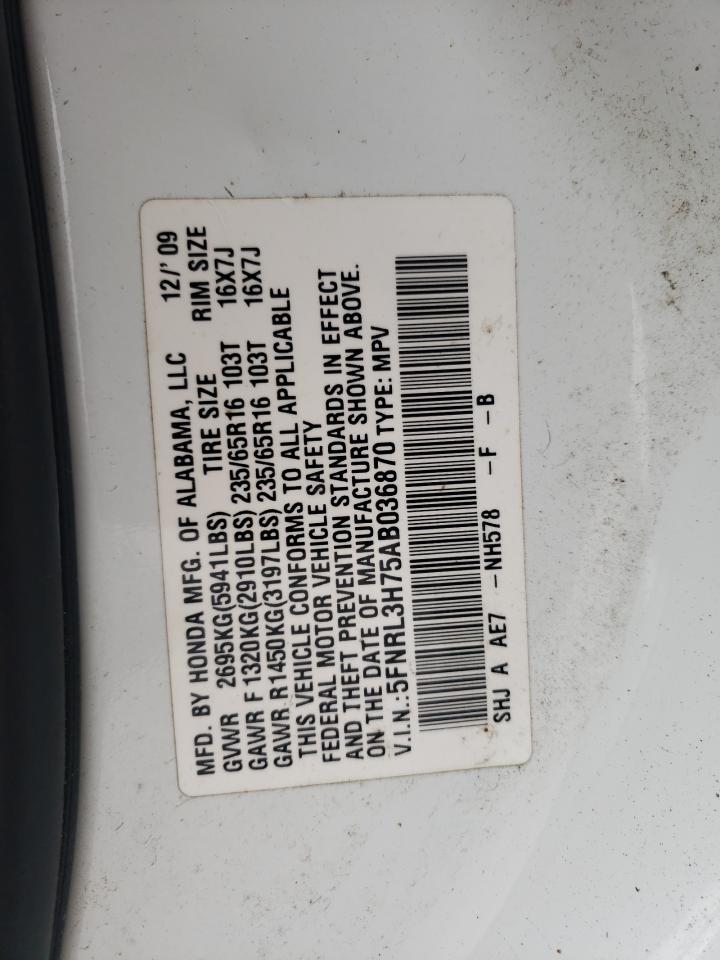 MFD. BY HONDA MFG. OF ALABAMA, LLC 12/' 09
GVWR 2695KG(5941LBS) TIRE SIZE RIM SIZE
GAWR F1320KG(2910LBS) 235/65R16 103T 16X7J
GAWR R1450KG(3197LBS) 235/65R16 103T 16X7J
THIS VEHICLE CONFORMS TO ALL APPLICABLE
FEDERAL MOTOR VEHICLE SAFETY
AND THEFT PREVENTION STANDARDS IN EFFECT
ON THE DATE OF MANUFACTURE SHOWN ABOVE.
V.I.N.:5FNRL3H75AB036870 TYPE: MPV
SHJ A AE7 -NH578 -F -B